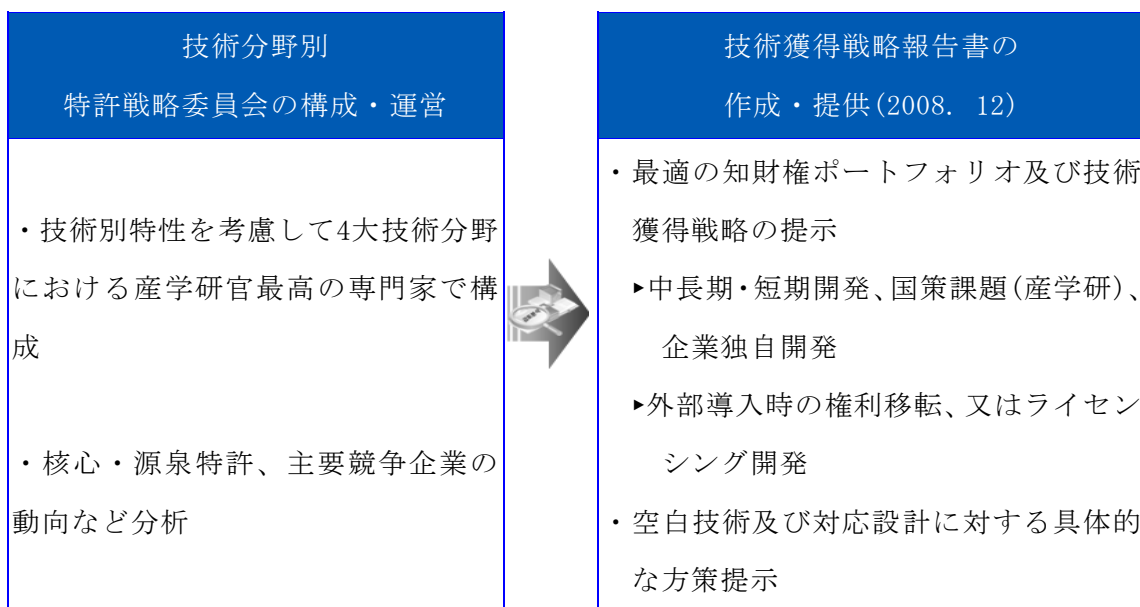 技術分野別
特許戦略委員会の構成・運営
・技術別特性を考慮して4大技術分野
における産学研官最高の専門家で構
成
・核心・源泉特許、主要競争企業の
動向など分析
技術獲得戦略報告書の
作成・提供(2008. 12)
・最適の知財権ポートフォリオ及び技術
獲得戦略の提示
▸中長期・短期開発、国策課題(産学研)、
企業独自開発
▸外部導入時の権利移転、又はライセン
シング開発
・空白技術及び対応設計に対する具体的
な方策提示